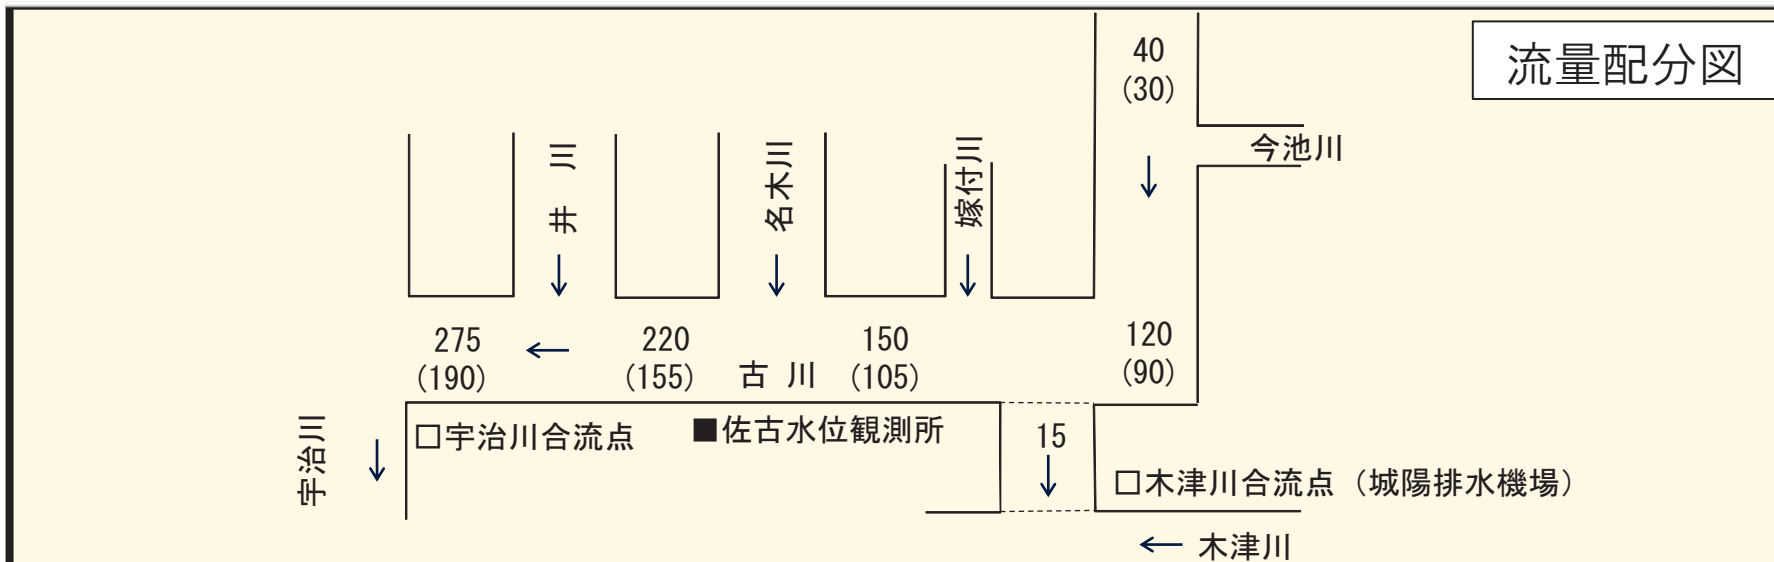 流量配分図
40
(30)
今池川
井川
名木川
嫁付川
275
(190)
220
(155)
古川
150
(105)
120
(90)
宇治川
□宇治川合流点
■佐古水位観測所
15
□木津川合流点（城陽排水機場）
木津川